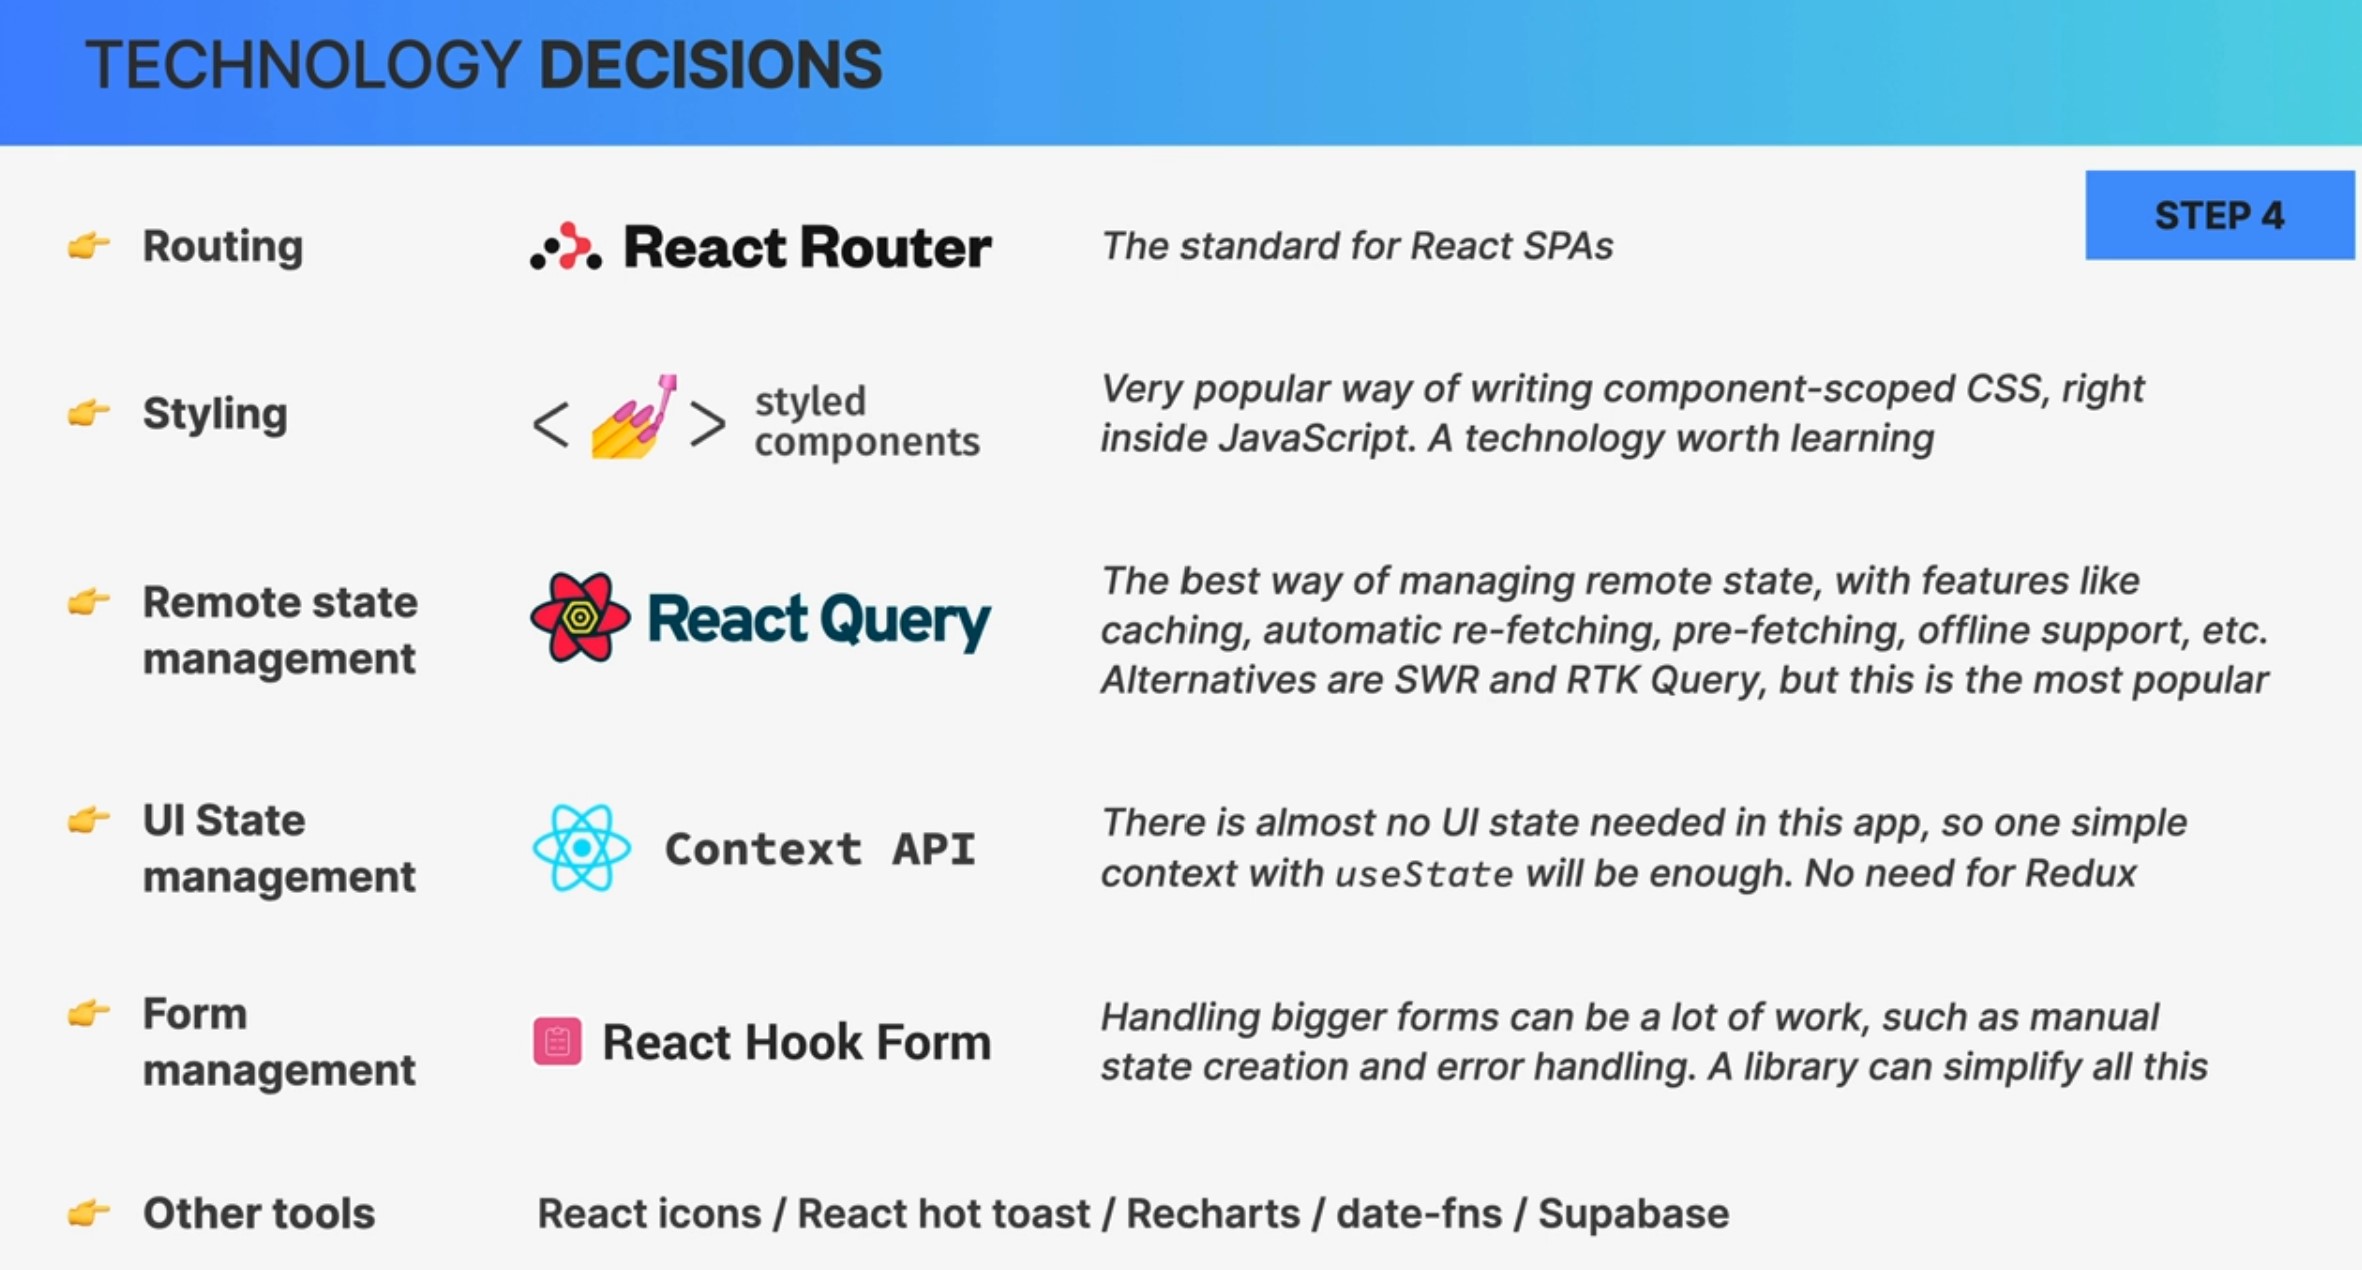 TECHNOLOGY DECISIONS
STEP 4
Routing
React Router
The standard for React SPAs
Styling
styled
components
Very popular way of writing component-scoped CSS, right
inside JavaScript. A technology worth learning
Remote state
management
React Query
The best way of managing remote state, with features like
caching, automatic re-fetching, pre-fetching, offline support, etc.
Alternatives are SWR and RTK Query, but this is the most popular
UI State
management
Context API
There is almost no UI state needed in this app, so one simple
context with useState will be enough. No need for Redux
Form
management
React Hook Form
Handling bigger forms can be a lot of work, such as manual
state creation and error handling. A library can simplify all this
Other tools
React icons / React hot toast / Recharts / date-fns / Supabase